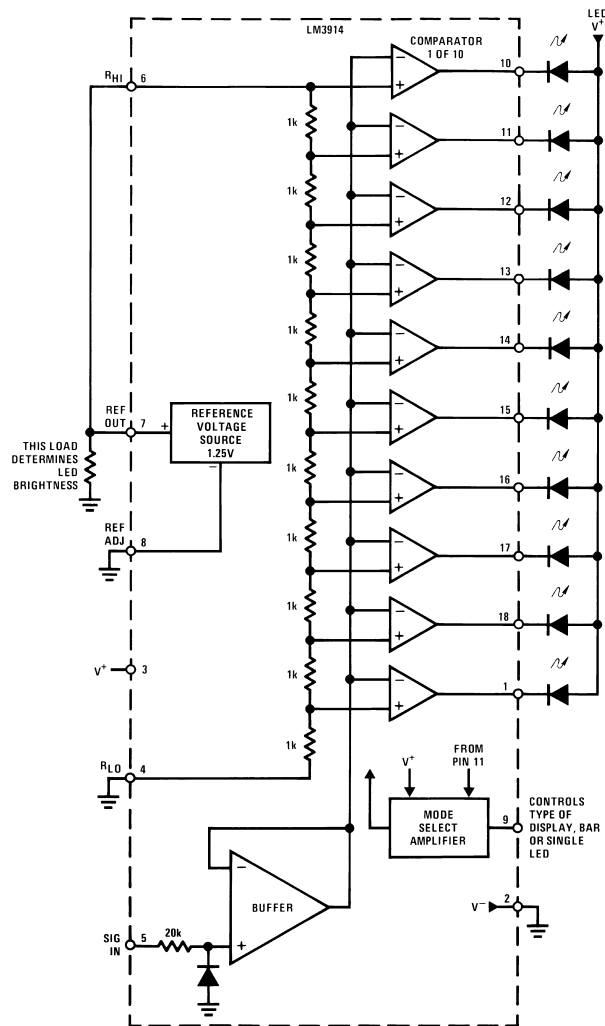 LED
V+
LM3914
COMPARATOR
1 OF 10
RHI
6
10
1k
11
1k
12
1k
13
1k
14
1k
REF
OUT
7
+
REFERENCE
VOLTAGE
SOURCE
1.25V
−
15
THIS LOAD
DETERMINES
LED
BRIGHTNESS
1k
16
REF
ADJ
8
1k
17
1k
18
V+
3
1k
1
1k
RLO
4
V+
FROM
PIN 11
MODE
SELECT
AMPLIFIER
9
CONTROLS
TYPE OF
DISPLAY, BAR
OR SINGLE
LED
−
BUFFER
+
V−
2
SIG
IN
5
20k
− +
− +
− +
− +
− +
− +
− +
− +
− +
− +